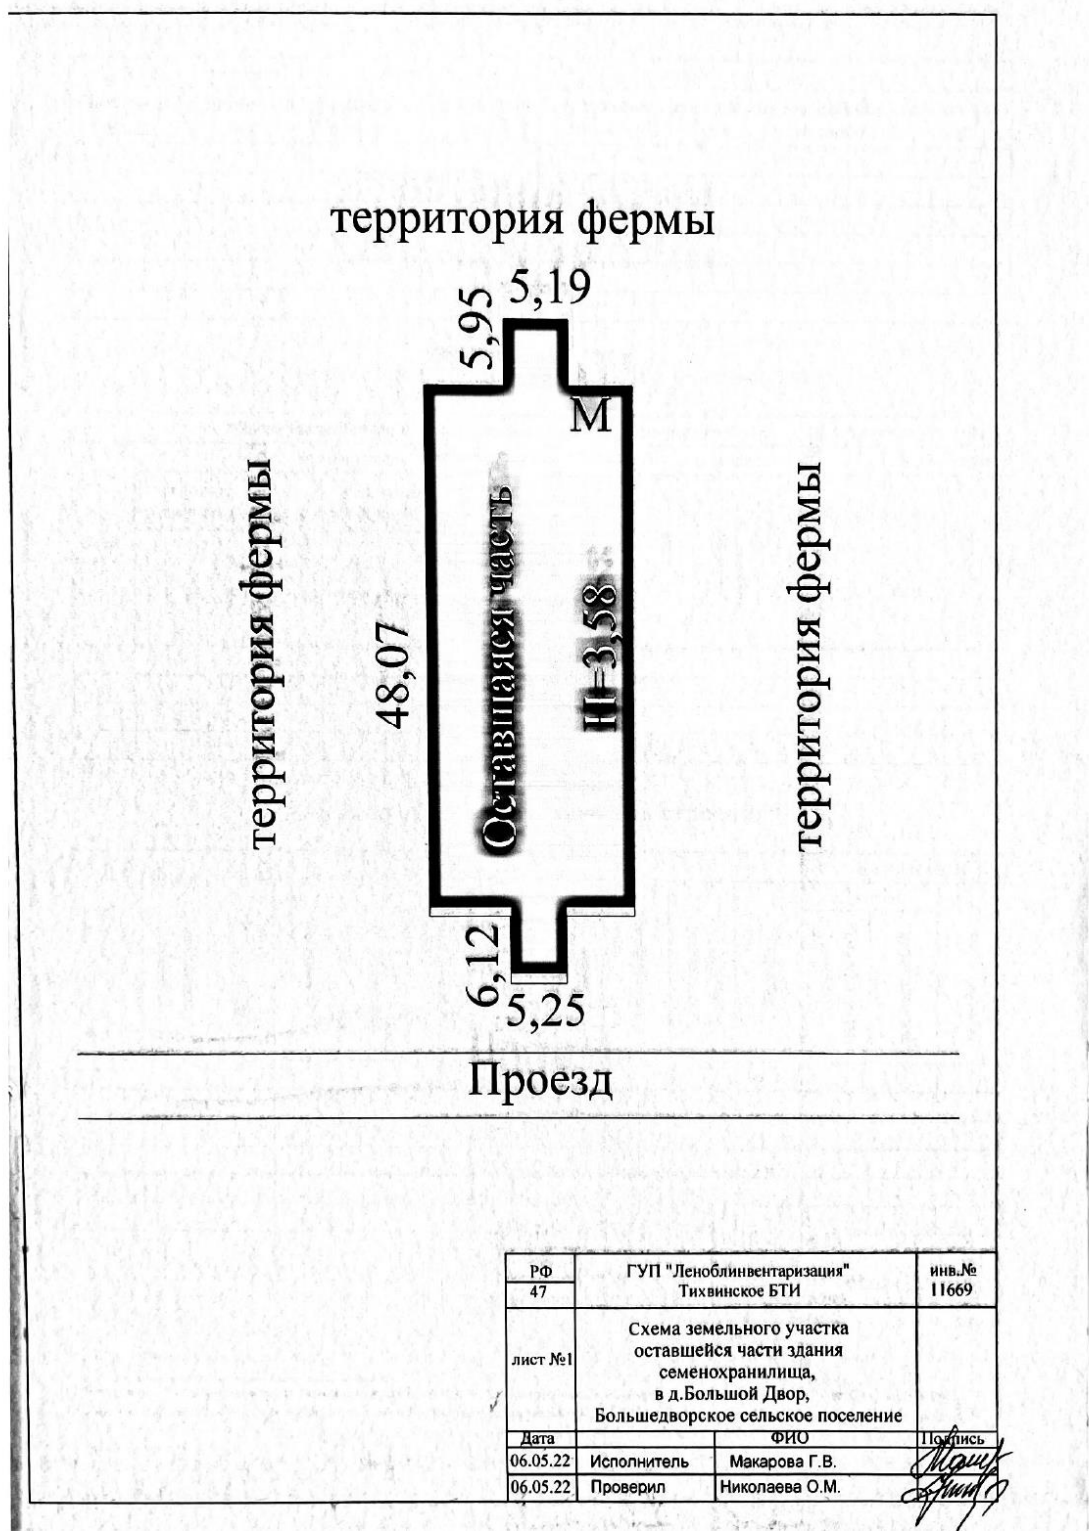 территория фермы
5,19
5,95
М
территория фермы
48,07
Оставшаяся часть
Н=3,58
территория фермы
6,12
5,25
Проезд
РФ
47
ГУП "Леноблинвентаризация"
Тихвинское БТИ
инв.№
11669
лист №1
Схема земельного участка
оставшейся части здания
семенохранилища,
в д.Большой Двор,
Большедворское сельское поселение
Дата ФИО Подпись
06.05.22 Исполнитель Макарова Г.В.
06.05.22 Проверил Николаева О.М.